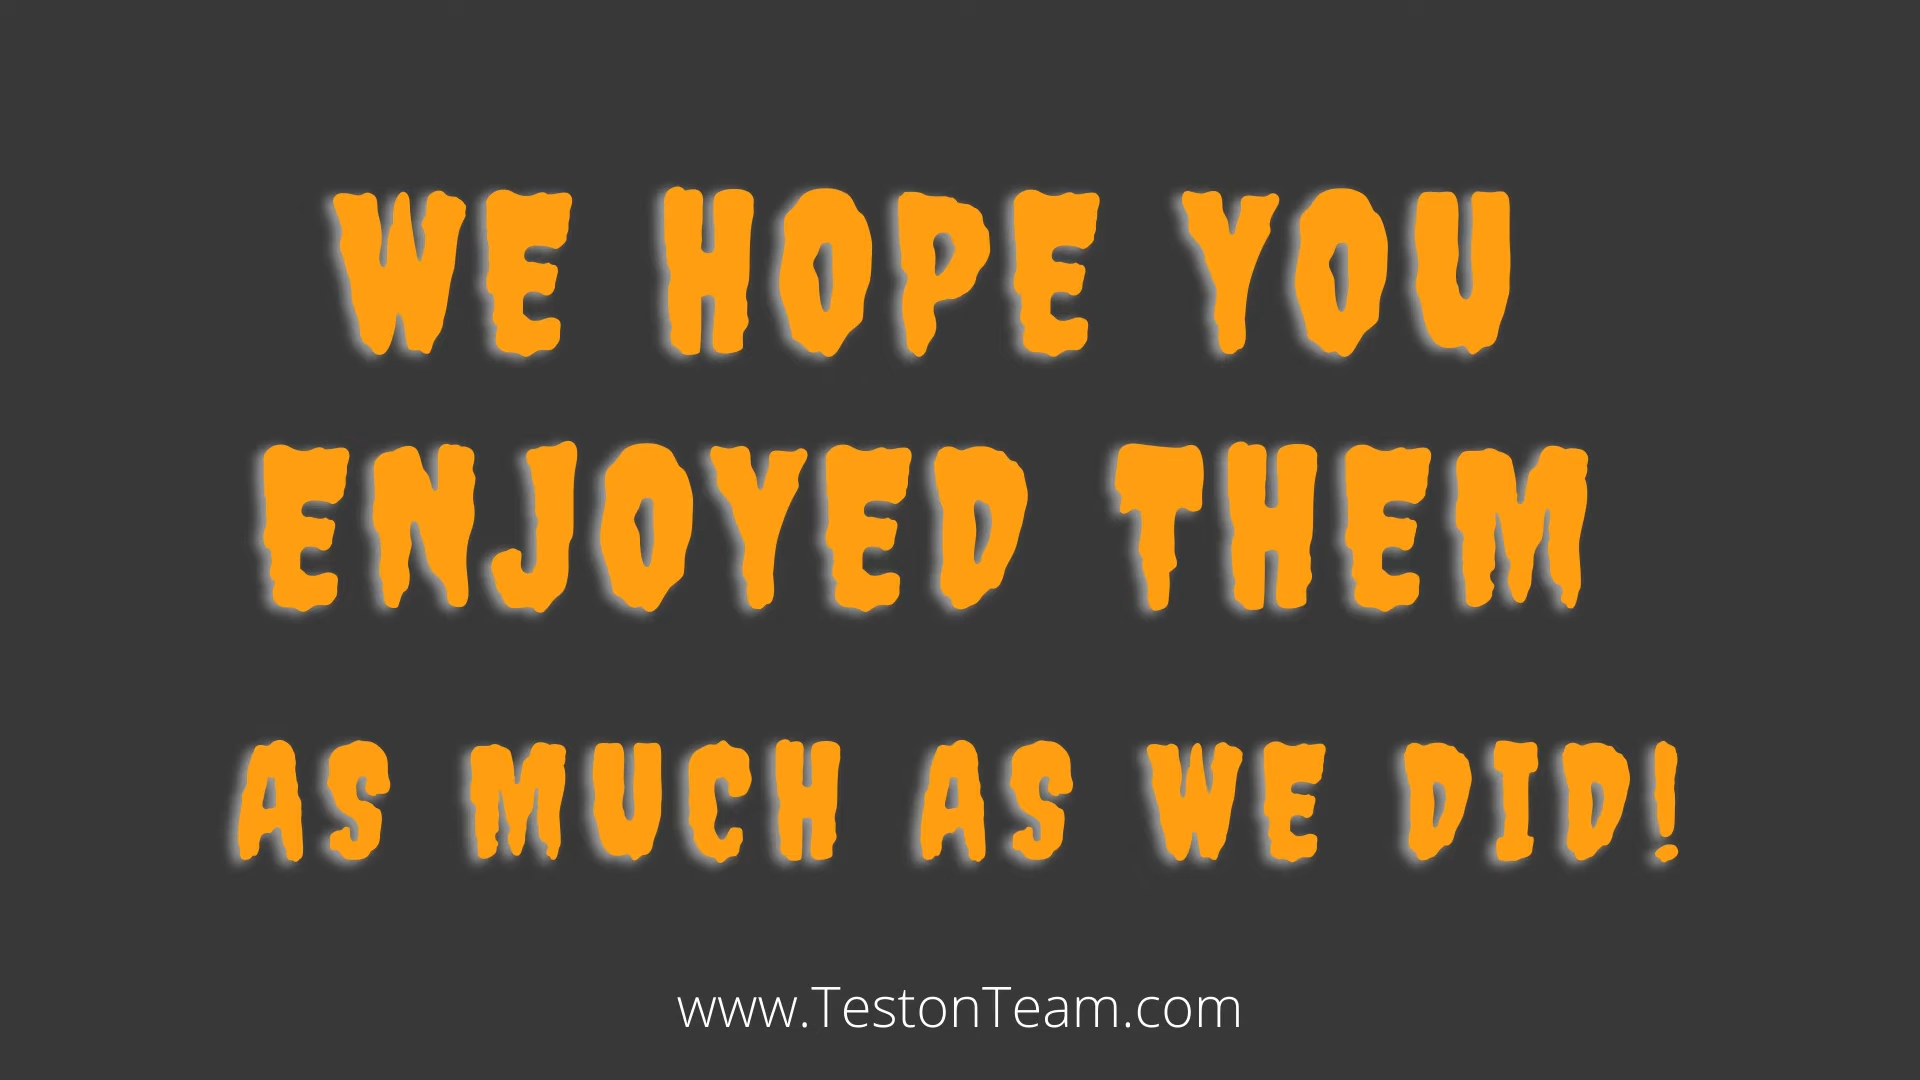 WE HOPE YOU
ENJOYED THEM
AS MUCH AS WE DID!
www.TestonTeam.com